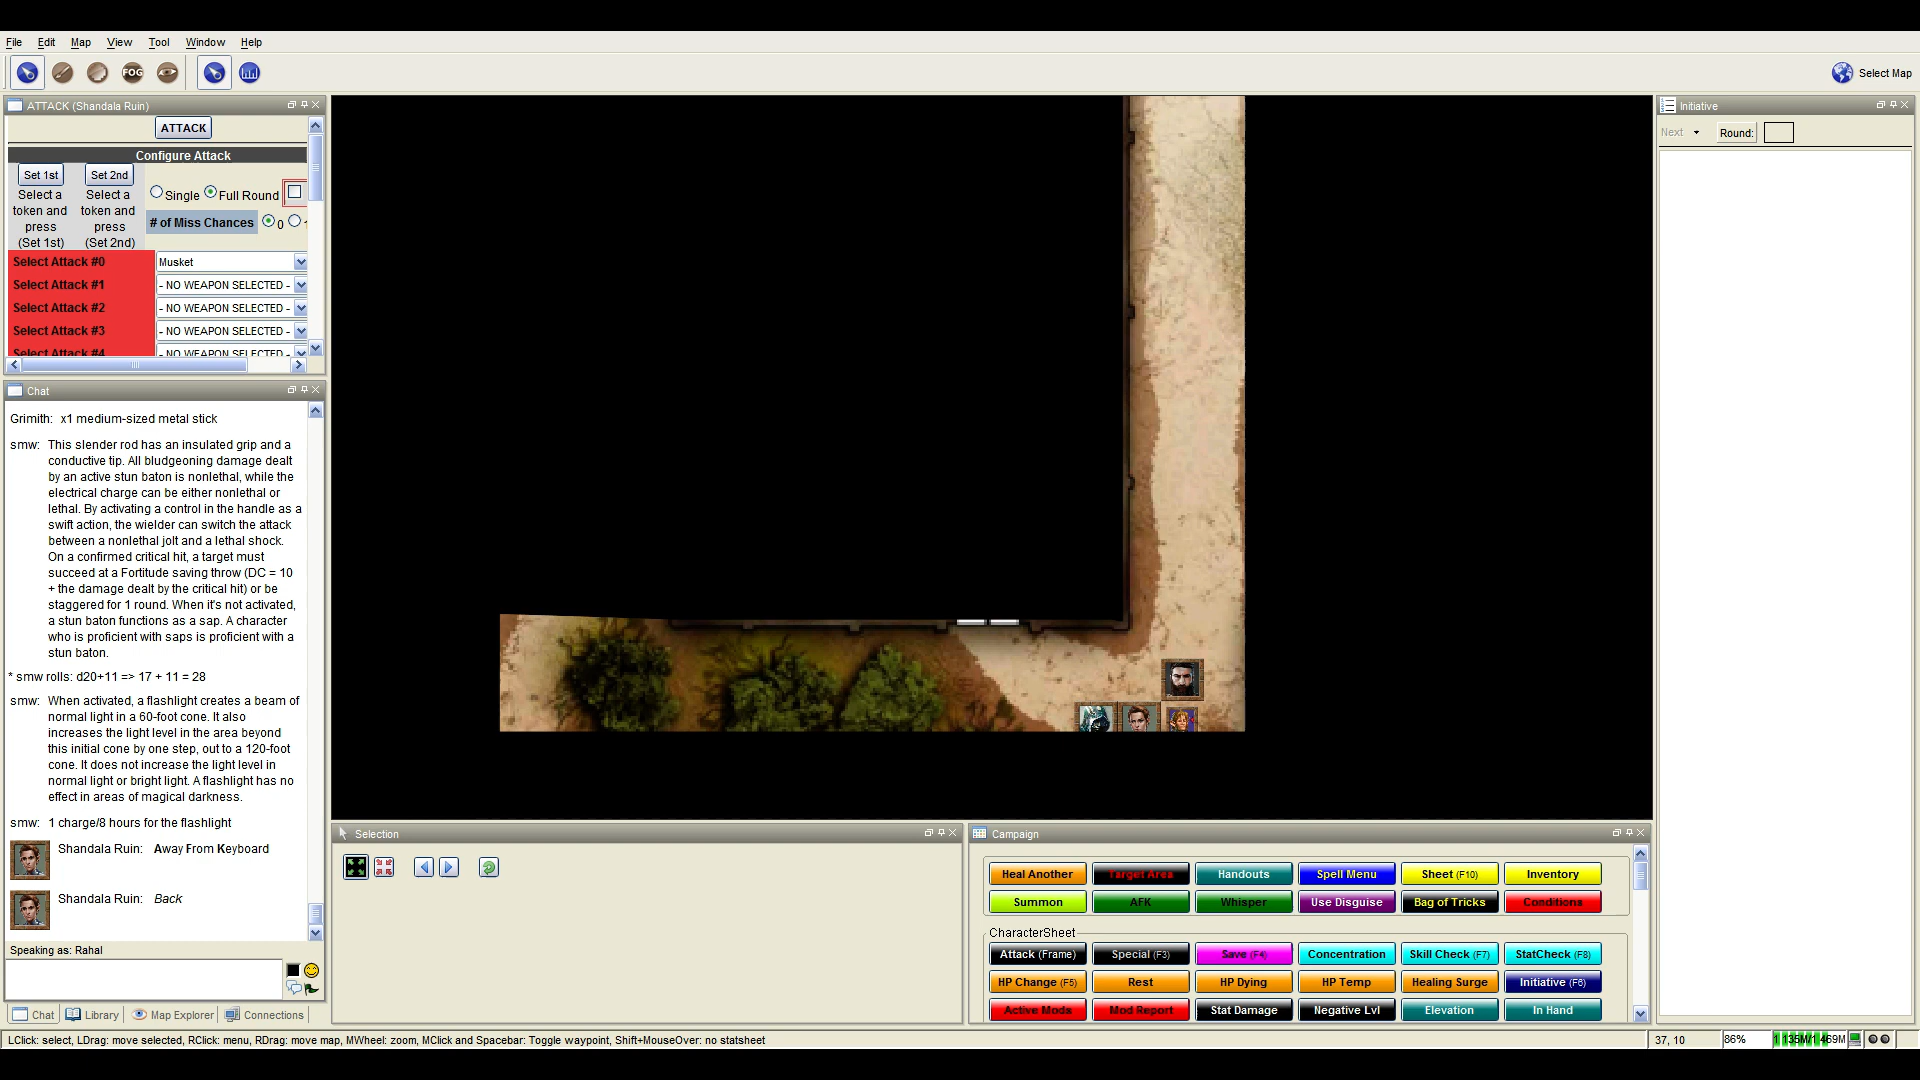 File Edit Map View Tool Window Help
FOG
Select Map
ATTACK (Shandala Ruin)
ATTACK
Configure Attack
Set 1st Set 2nd
Select a token and press (Set 1st)
Select a token and press (Set 2nd)
Single Full Round
# of Miss Chances 0
Select Attack #0 Musket
Select Attack #1 - NO WEAPON SELECTED -
Select Attack #2 - NO WEAPON SELECTED -
Select Attack #3 - NO WEAPON SELECTED -
Select Attack #4 - NO WEAPON SELECTED -
Chat
Grimith: x1 medium-sized metal stick
smw: This slender rod has an insulated grip and a
conductive tip. All bludgeoning damage dealt
by an active stun baton is nonlethal, while the
electrical charge can be either nonlethal or
lethal. By activating a control in the handle as a
swift action, the wielder can switch the attack
between a nonlethal jolt and a lethal shock.
On a confirmed critical hit, a target must
succeed at a Fortitude saving throw (DC = 10
+ the damage dealt by the critical hit) or be
staggered for 1 round. When it's not activated,
a stun baton functions as a sap. A character
who is proficient with saps is proficient with a
stun baton.
* smw rolls: d20+11 => 17 + 11 = 28
smw: When activated, a flashlight creates a beam of
normal light in a 60-foot cone. It also
increases the light level in the area beyond
this initial cone by one step, out to a 120-foot
cone. It does not increase the light level in
normal light or bright light. A flashlight has no
effect in areas of magical darkness.
smw: 1 charge/8 hours for the flashlight
Shandala Ruin: Away From Keyboard
Shandala Ruin: Back
Speaking as: Rahal
Chat Library Map Explorer Connections
Selection
Campaign
Heal Another Target Area Handouts Spell Menu Sheet (F10) Inventory
Summon AFK Whisper Use Disguise Bag of Tricks Conditions
CharacterSheet
Attack (Frame) Special (F3) Save (F4) Concentration Skill Check (F7) StatCheck (F8)
HP Change (F5) Rest HP Dying HP Temp Healing Surge Initiative (F6)
Active Mods Mod Report Stat Damage Negative Lvl Elevation In Hand
Initiative
Next Round:
LClick: select, LDrag: move selected, RClick: menu, RDrag: move map, MWheel: zoom, MClick and Spacebar: Toggle waypoint, Shift+MouseOver: no statsheet
37, 10 86%